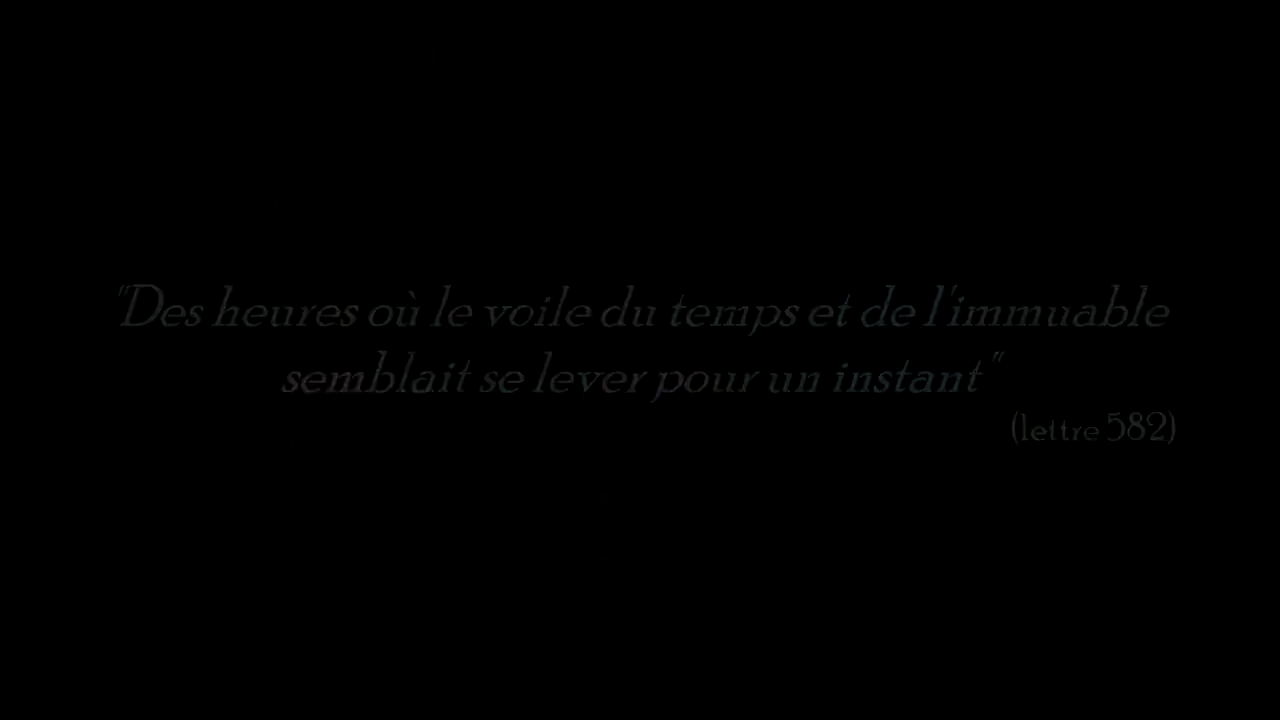 "Des heures où le voile du temps et de l'immuable
semblait se lever pour un instant"
(lettre 582)